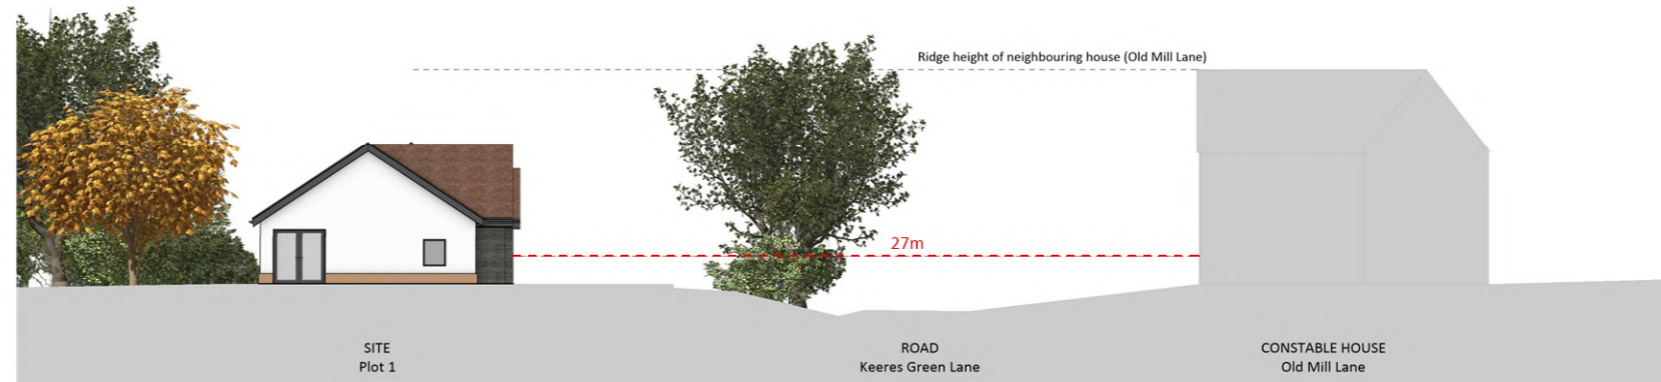 Ridge height of neighbouring house (Old Mill Lane)
27m
SITE
Plot 1
ROAD
Keeres Green Lane
CONSTABLE HOUSE
Old Mill Lane